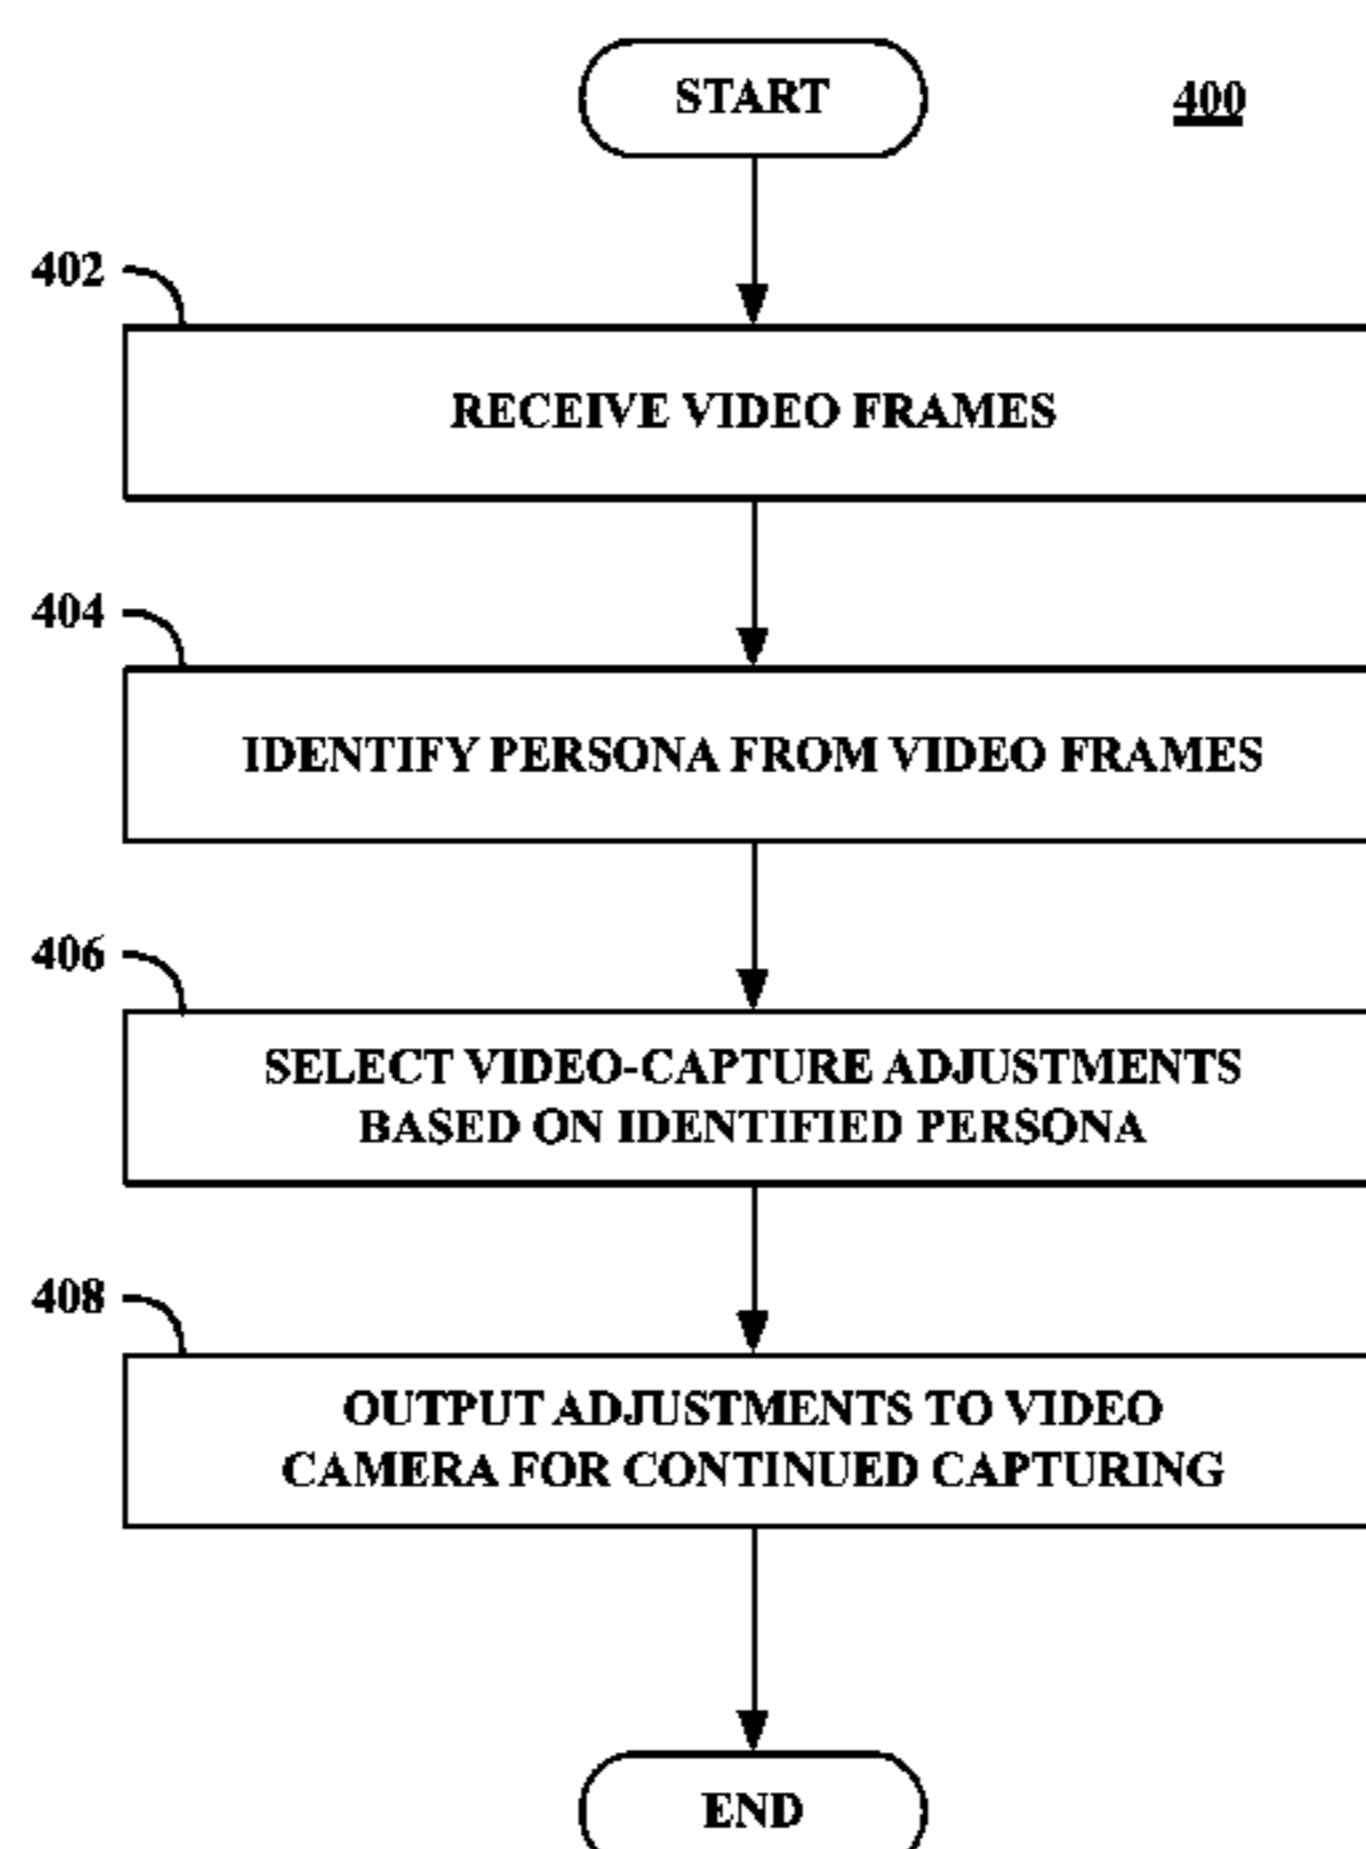 START
400
402
RECEIVE VIDEO FRAMES
404
IDENTIFY PERSONA FROM VIDEO FRAMES
406
SELECT VIDEO-CAPTURE ADJUSTMENTS
BASED ON IDENTIFIED PERSONA
408
OUTPUT ADJUSTMENTS TO VIDEO
CAMERA FOR CONTINUED CAPTURING
END